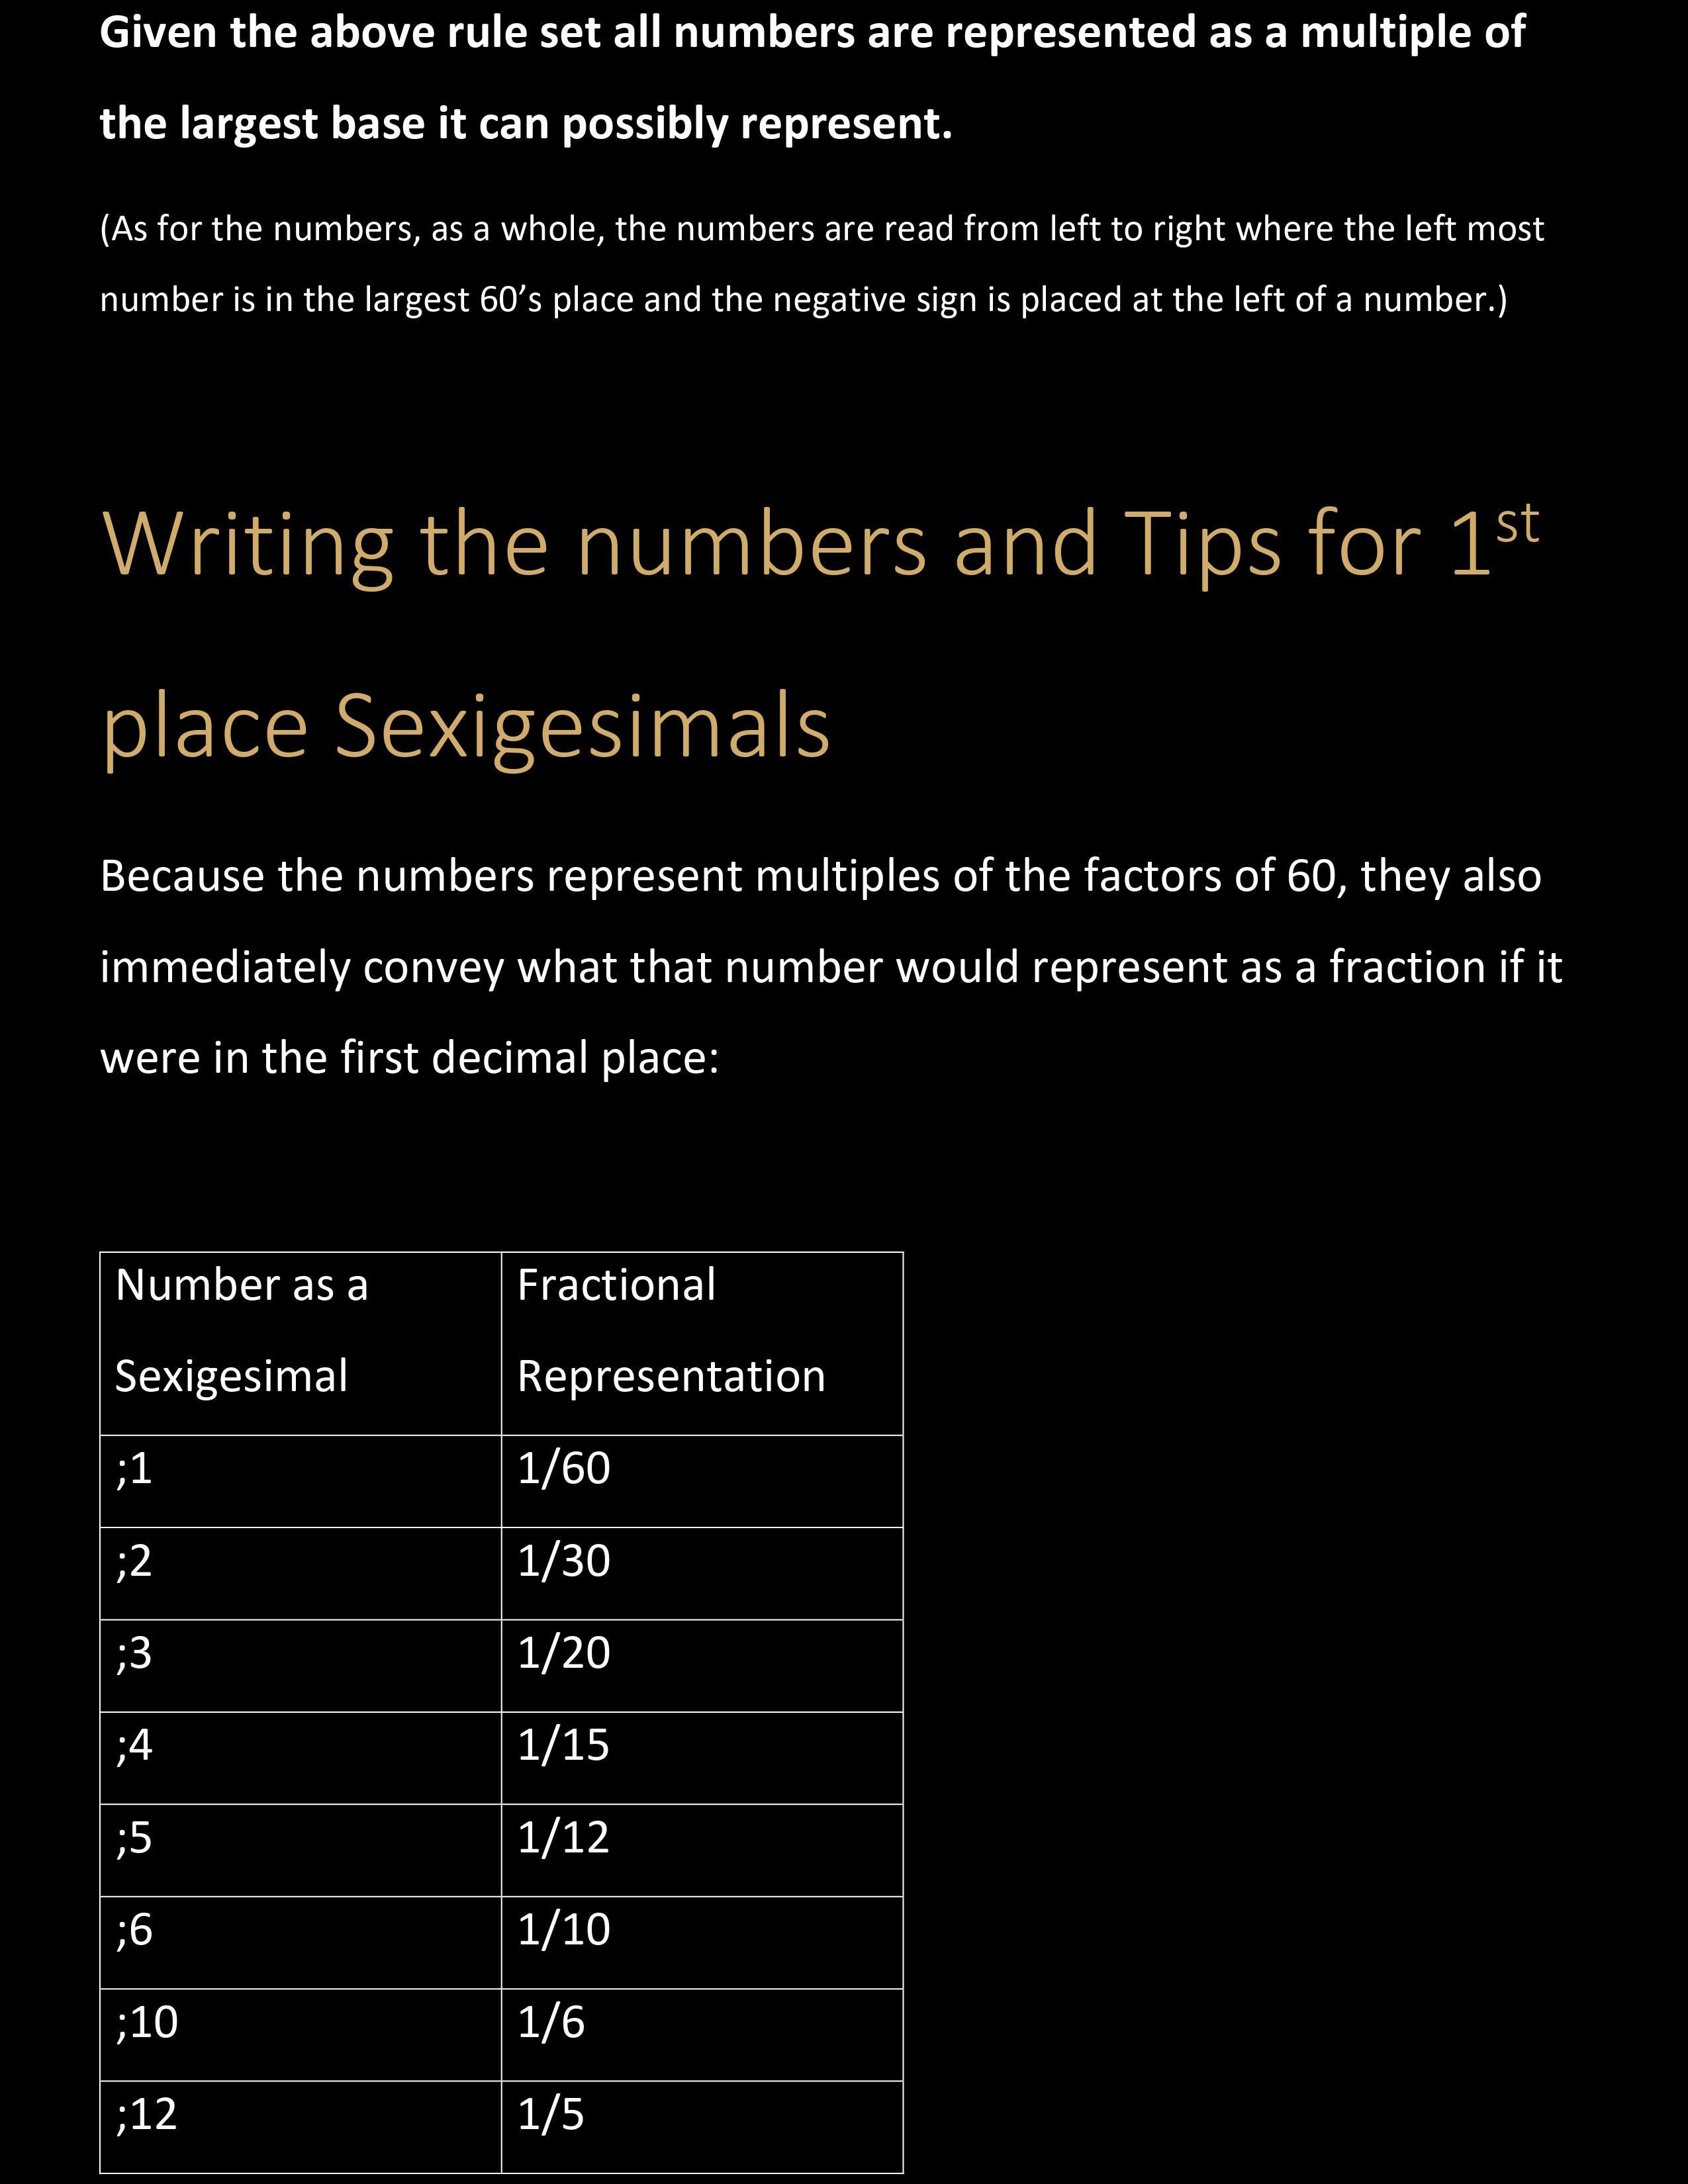 Given the above rule set all numbers are represented as a multiple of
the largest base it can possibly represent.
(As for the numbers, as a whole, the numbers are read from left to right where the left most
number is in the largest 60’s place and the negative sign is placed at the left of a number.)
Writing the numbers and Tips for 1st
place Sexigesimals
Because the numbers represent multiples of the factors of 60, they also
immediately convey what that number would represent as a fraction if it
were in the first decimal place:
Number as a Fractional
Sexigesimal Representation
;1 1/60
;2 1/30
;3 1/20
;4 1/15
;5 1/12
;6 1/10
;10 1/6
;12 1/5